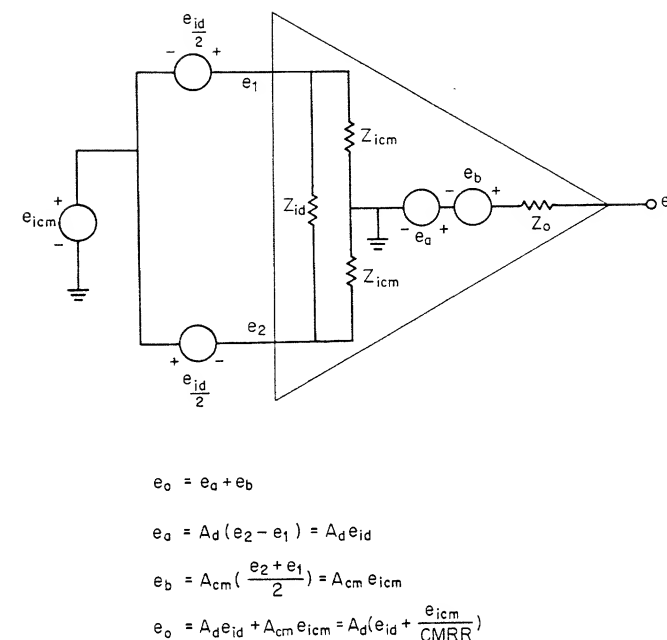 e_id/2
- +
e_1
Z_icm
e_b
- +
e
+
e_icm
-
Z_id
- e_a +
Z_o
Z_icm
e_2
+ -
e_id/2
e_o = e_a + e_b
e_a = A_d (e_2 - e_1) = A_d e_id
e_b = A_cm ( (e_2 + e_1)/2 ) = A_cm e_icm
e_o = A_d e_id + A_cm e_icm = A_d (e_id + e_icm/CMRR)